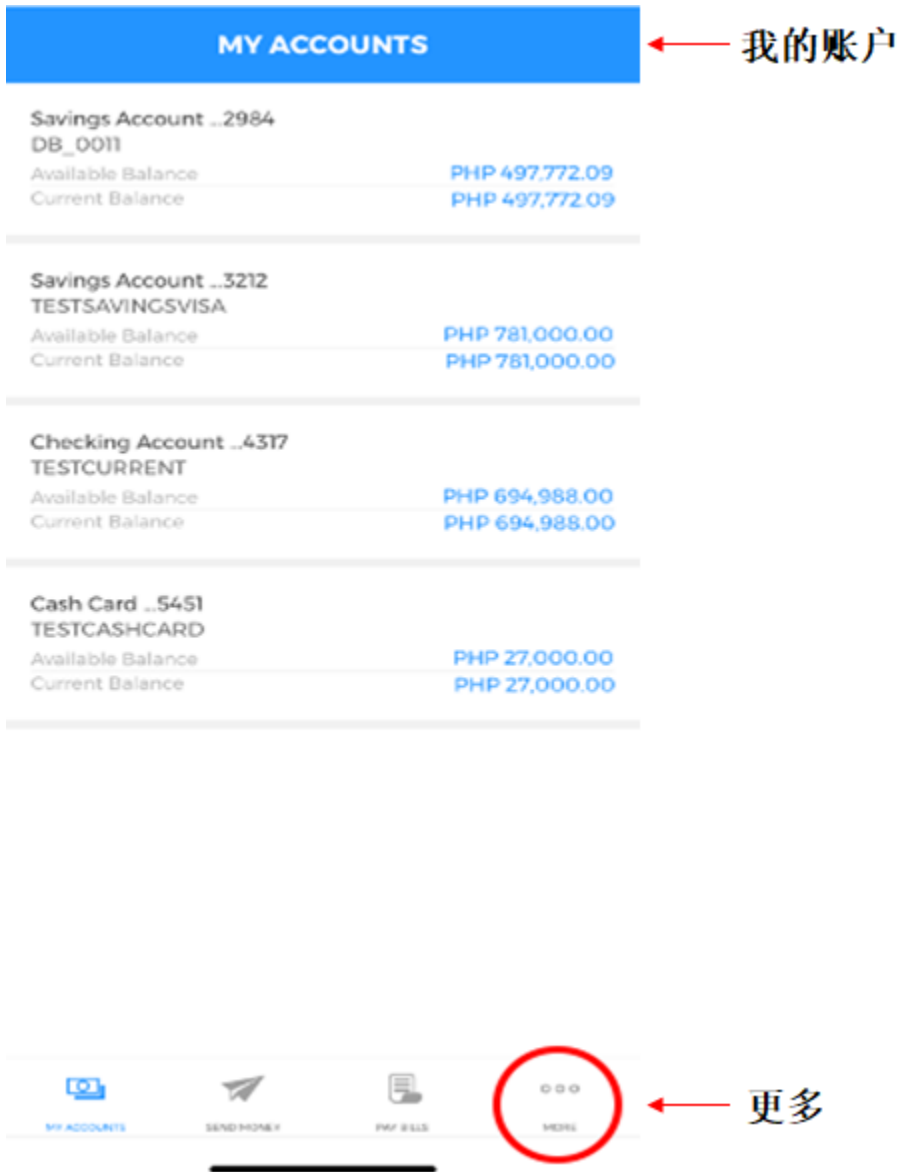 MY ACCOUNTS
我的账户
Savings Account ...2984
DB_0011
Available Balance PHP 497,772.09
Current Balance PHP 497,772.09
Savings Account ...3212
TESTSAVINGSVISA
Available Balance PHP 781,000.00
Current Balance PHP 781,000.00
Checking Account ...4317
TESTCURRENT
Available Balance PHP 694,988.00
Current Balance PHP 694,988.00
Cash Card ...5451
TESTCASHCARD
Available Balance PHP 27,000.00
Current Balance PHP 27,000.00
MY ACCOUNTS SEND MONEY PAY BILLS MORE
更多